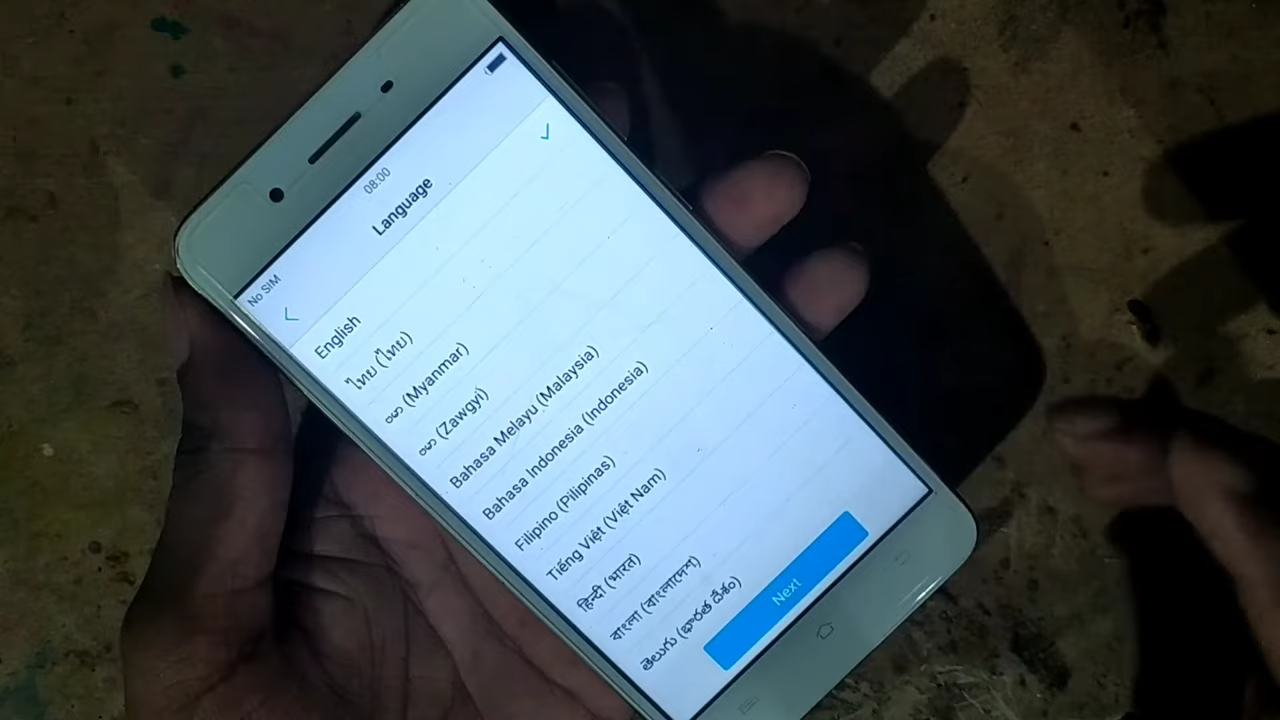 No SIM
08:00
Language
English
ไทย (ไทย)
ဗမာ (Myanmar)
ဗမာ (Zawgyi)
Bahasa Melayu (Malaysia)
Bahasa Indonesia (Indonesia)
Filipino (Pilipinas)
Tiếng Việt (Việt Nam)
हिन्दी (भारत)
বাংলা (বাংলাদেশ)
తెలుగు (భారత దేశం)
Next